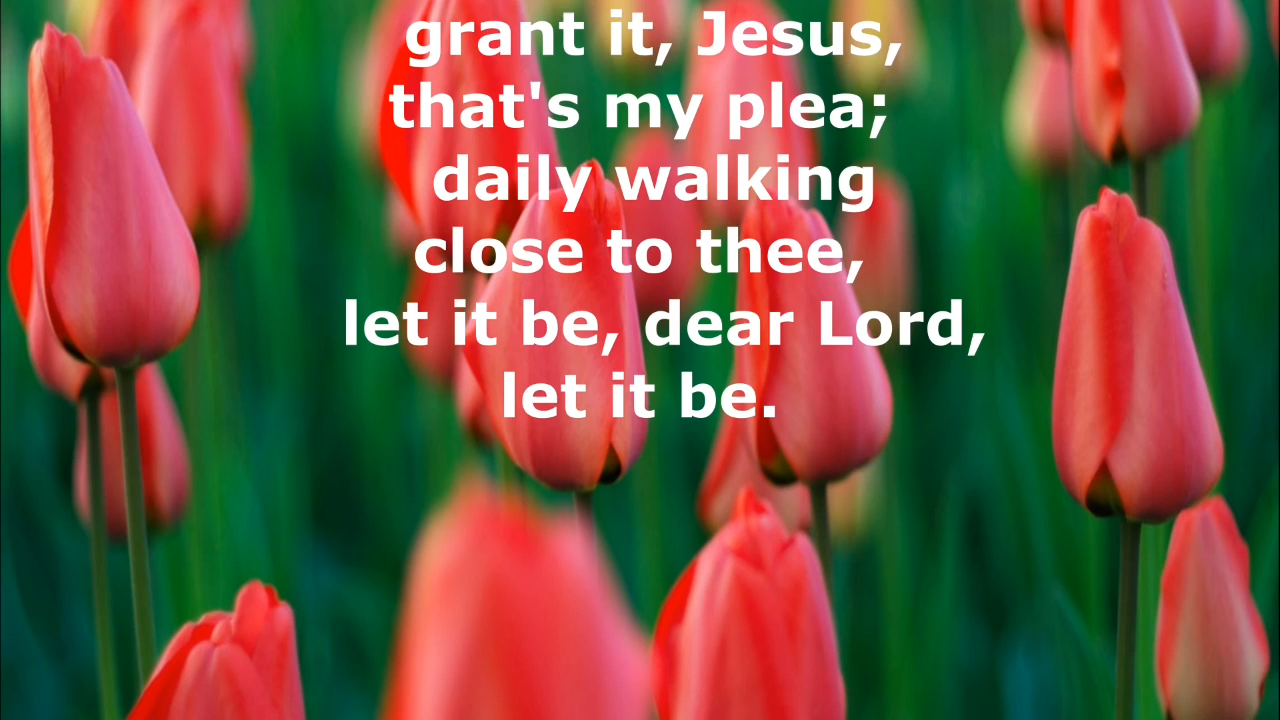 grant it, Jesus,
that's my plea;
daily walking
close to thee,
let it be, dear Lord,
let it be.